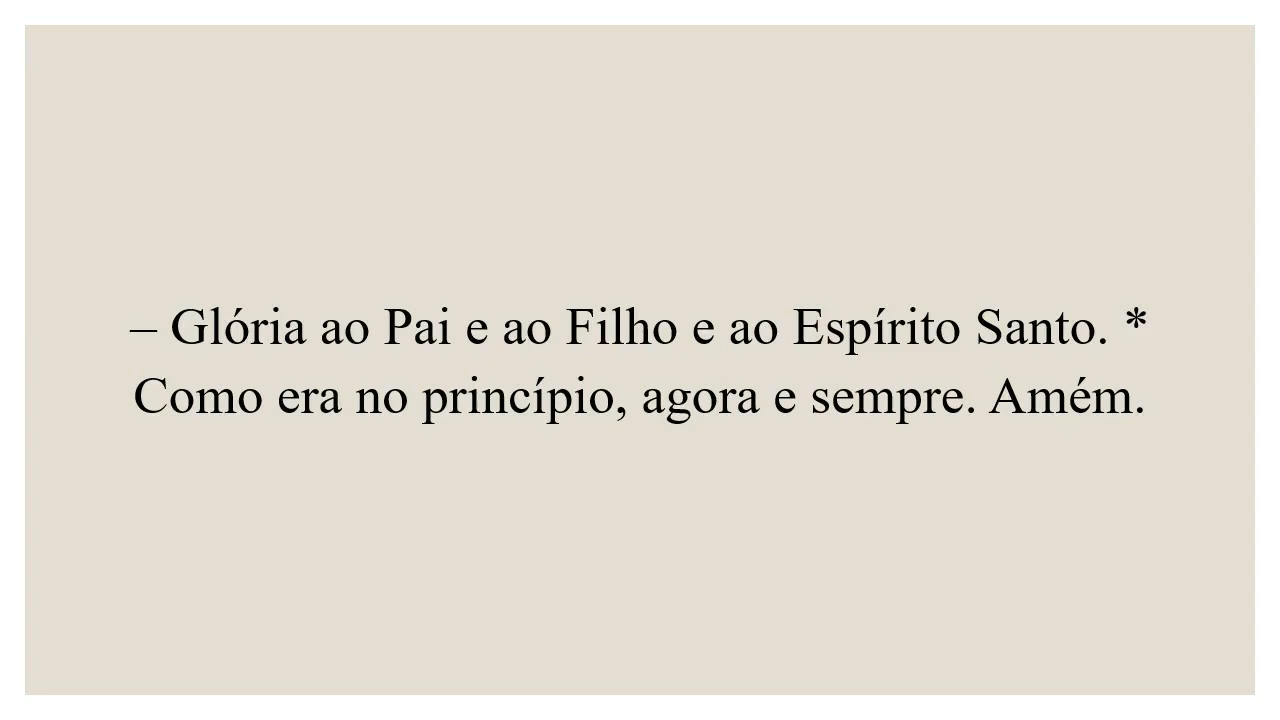 – Glória ao Pai e ao Filho e ao Espírito Santo. *
Como era no princípio, agora e sempre. Amém.